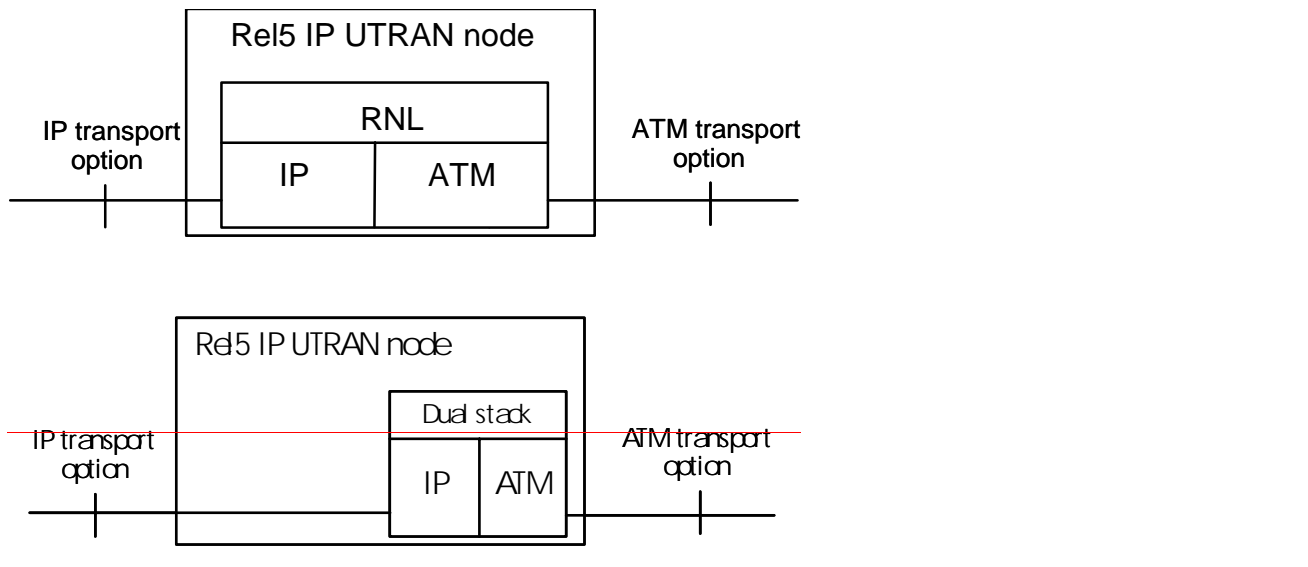 Rel5 IP UTRAN node
RNL
IP transport
option
ATM transport
option
IP
ATM
Rel5 IP UTRAN node
Dual stack
IP transport
option
ATM transport
option
IP
ATM